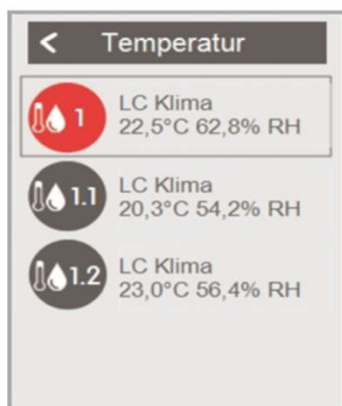 < Temperatur
1
LC Klima
22,5°C 62,8% RH
1.1
LC Klima
20,3°C 54,2% RH
1.2
LC Klima
23,0°C 56,4% RH